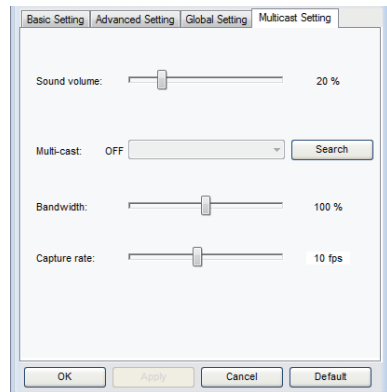 Basic Setting Advanced Setting Global Setting Multicast Setting
Sound volume: 20 %
Multi-cast: OFF Search
Bandwidth: 100 %
Capture rate: 10 fps
OK Apply Cancel Default